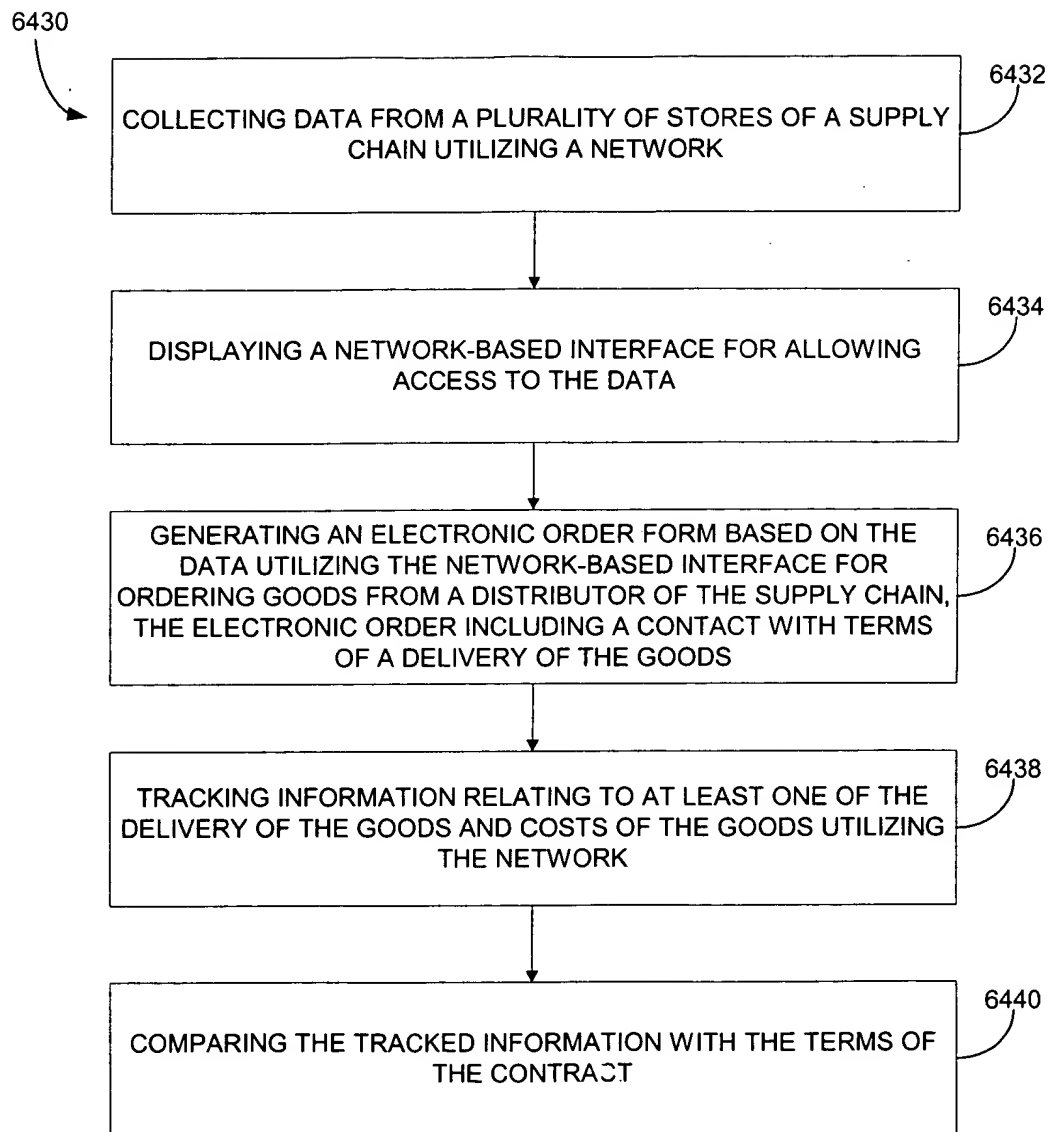 6430
6432
COLLECTING DATA FROM A PLURALITY OF STORES OF A SUPPLY
CHAIN UTILIZING A NETWORK
6434
DISPLAYING A NETWORK-BASED INTERFACE FOR ALLOWING
ACCESS TO THE DATA
6436
GENERATING AN ELECTRONIC ORDER FORM BASED ON THE
DATA UTILIZING THE NETWORK-BASED INTERFACE FOR
ORDERING GOODS FROM A DISTRIBUTOR OF THE SUPPLY CHAIN,
THE ELECTRONIC ORDER INCLUDING A CONTACT WITH TERMS
OF A DELIVERY OF THE GOODS
6438
TRACKING INFORMATION RELATING TO AT LEAST ONE OF THE
DELIVERY OF THE GOODS AND COSTS OF THE GOODS UTILIZING
THE NETWORK
6440
COMPARING THE TRACKED INFORMATION WITH THE TERMS OF
THE CONTRACT